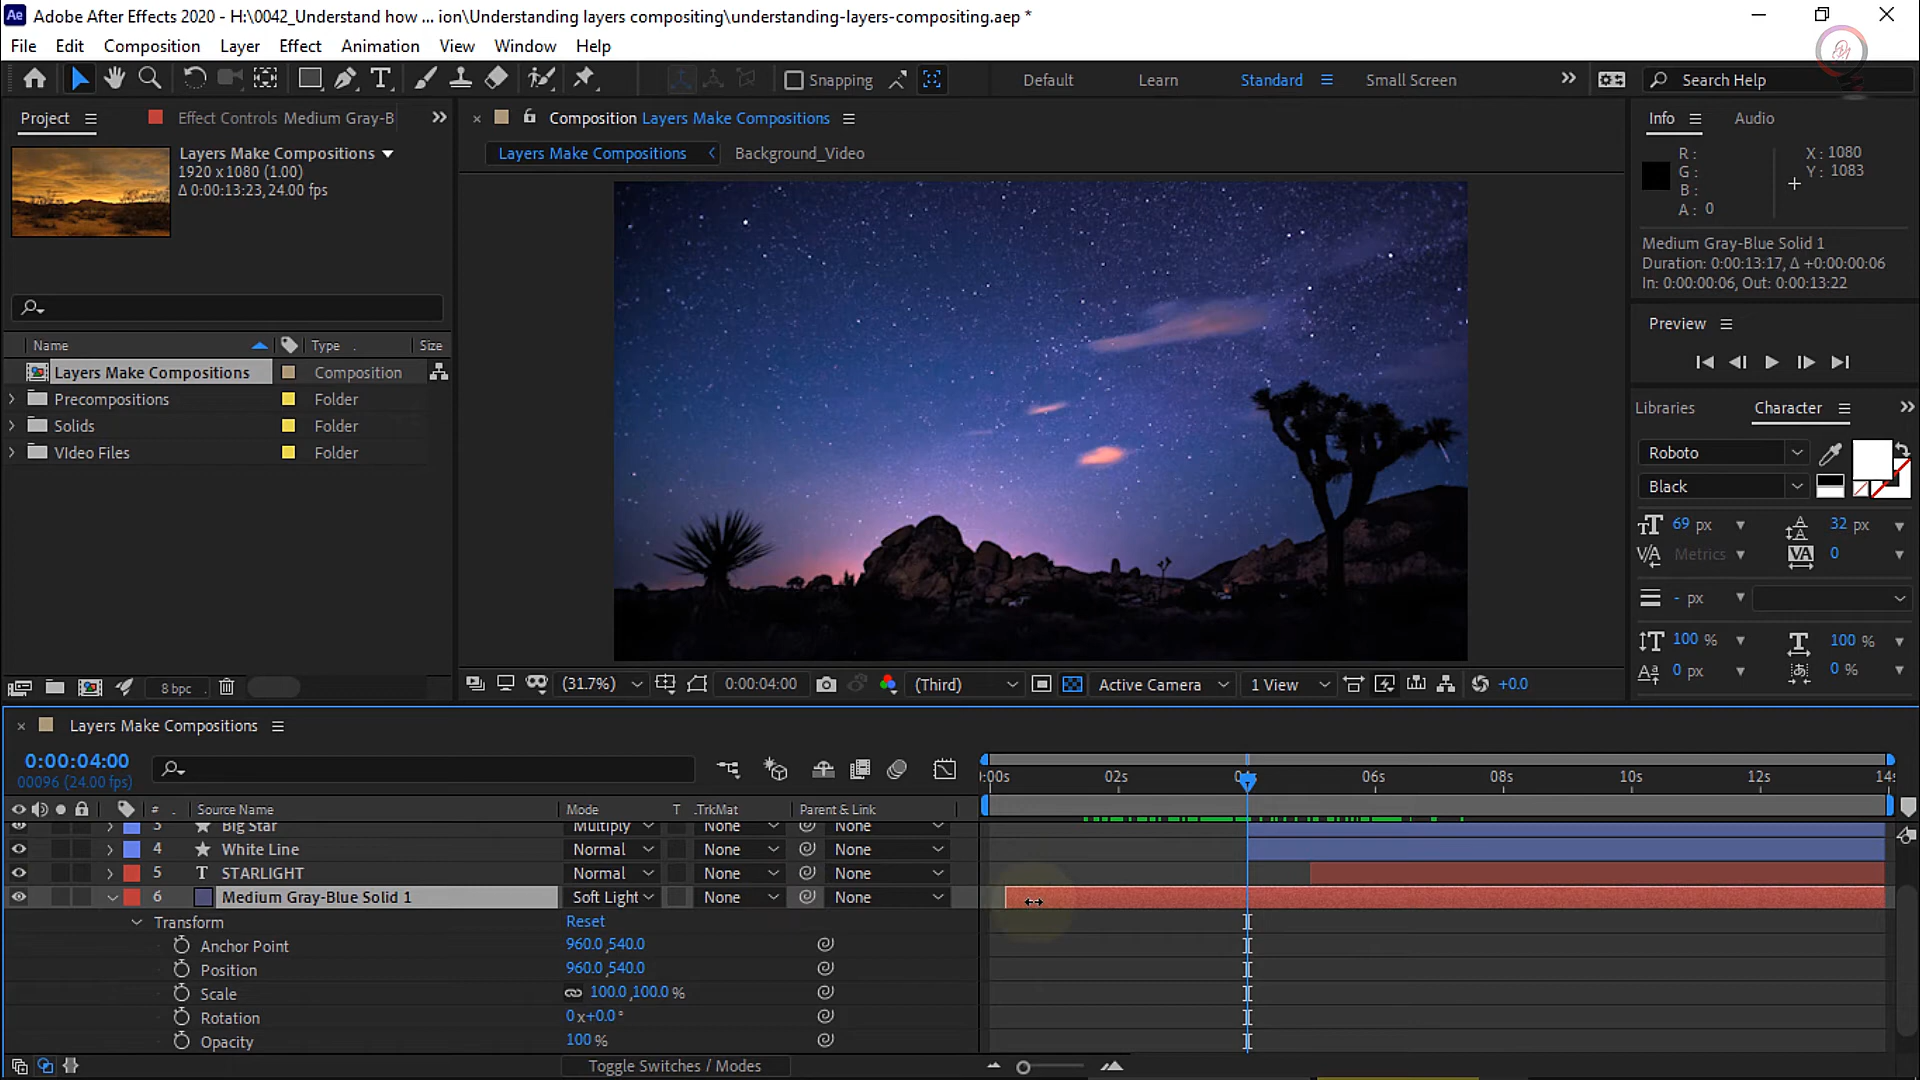 Adobe After Effects 2020 - H:\0042_Understand how ... ion\Understanding layers compositing\understanding-layers-compositing.aep *
File Edit Composition Layer Effect Animation View Window Help
Snapping Default Learn Standard Small Screen Search Help
Project Effect Controls Medium Gray-B
Layers Make Compositions
1920 x 1080 (1.00)
Δ 0:00:13:23, 24.00 fps
Name Type Size
Layers Make Compositions Composition
Precompositions Folder
Solids Folder
VIdeo Files Folder
8 bpc
Composition Layers Make Compositions
Layers Make Compositions Background_Video
(31.7%) 0:00:04:00 (Third) Active Camera 1 View +0.0
Info Audio
R: X: 1080
G: Y: 1083
B:
A: 0
Medium Gray-Blue Solid 1
Duration: 0:00:13:17, Δ +0:00:00:06
In: 0:00:00:06, Out: 0:00:13:22
Preview
Libraries Character
Roboto
Black
69 px 32 px
Metrics 0
- px
100 % 100 %
0 px 0 %
Layers Make Compositions
0:00:04:00
00096 (24.00 fps)
:00s 02s 04s 06s 08s 10s 12s 14s
# Source Name Mode T .TrkMat Parent & Link
3 Big Star Multiply None None
4 White Line Normal None None
5 STARLIGHT Normal None None
6 Medium Gray-Blue Solid 1 Soft Light None None
Transform Reset
Anchor Point 960.0,540.0
Position 960.0,540.0
Scale 100.0,100.0 %
Rotation 0x+0.0°
Opacity 100 %
Toggle Switches / Modes